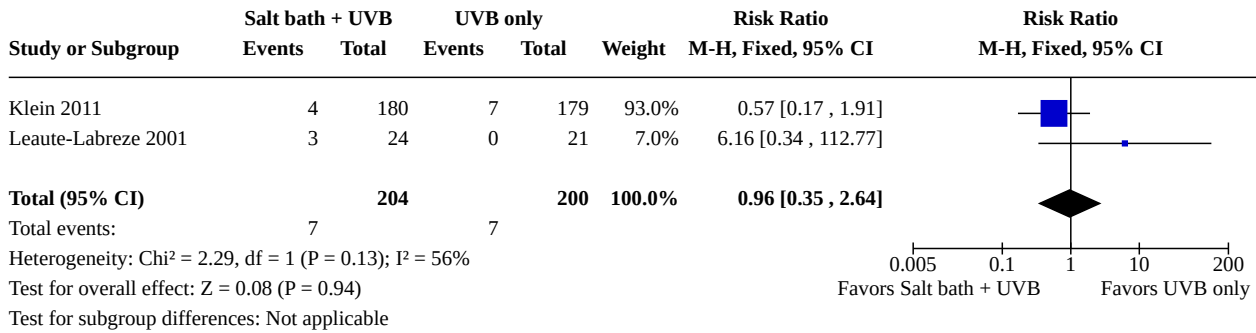 Salt bath + UVB UVB only Risk Ratio Risk Ratio
Study or Subgroup Events Total Events Total Weight M-H, Fixed, 95% CI M-H, Fixed, 95% CI
Klein 2011 4 180 7 179 93.0% 0.57 [0.17 , 1.91]
Leaute-Labreze 2001 3 24 0 21 7.0% 6.16 [0.34 , 112.77]
Total (95% CI) 204 200 100.0% 0.96 [0.35 , 2.64]
Total events: 7 7
Heterogeneity: Chi² = 2.29, df = 1 (P = 0.13); I² = 56%
0.005 0.1 1 10 200
Test for overall effect: Z = 0.08 (P = 0.94)
Favors Salt bath + UVB Favors UVB only
Test for subgroup differences: Not applicable